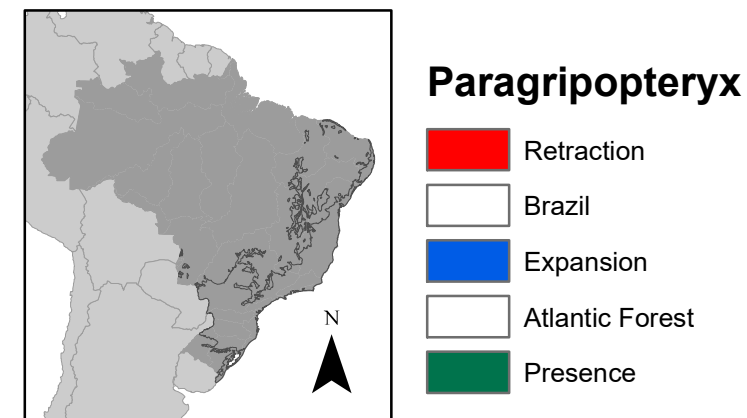 Paragripopteryx
Retraction
Brazil
Expansion
Atlantic Forest
Presence
N